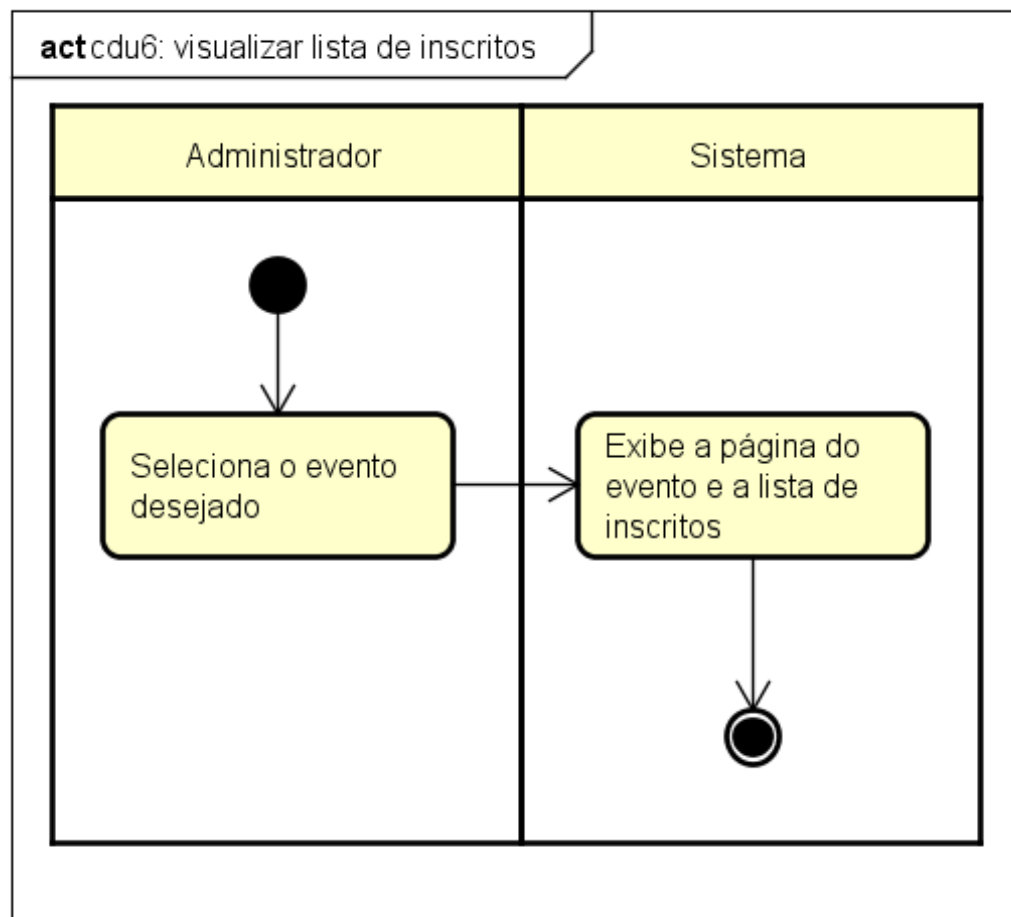 act cdu6: visualizar lista de inscritos
Administrador
Sistema
Seleciona o evento
desejado
Exibe a página do
evento e a lista de
inscritos